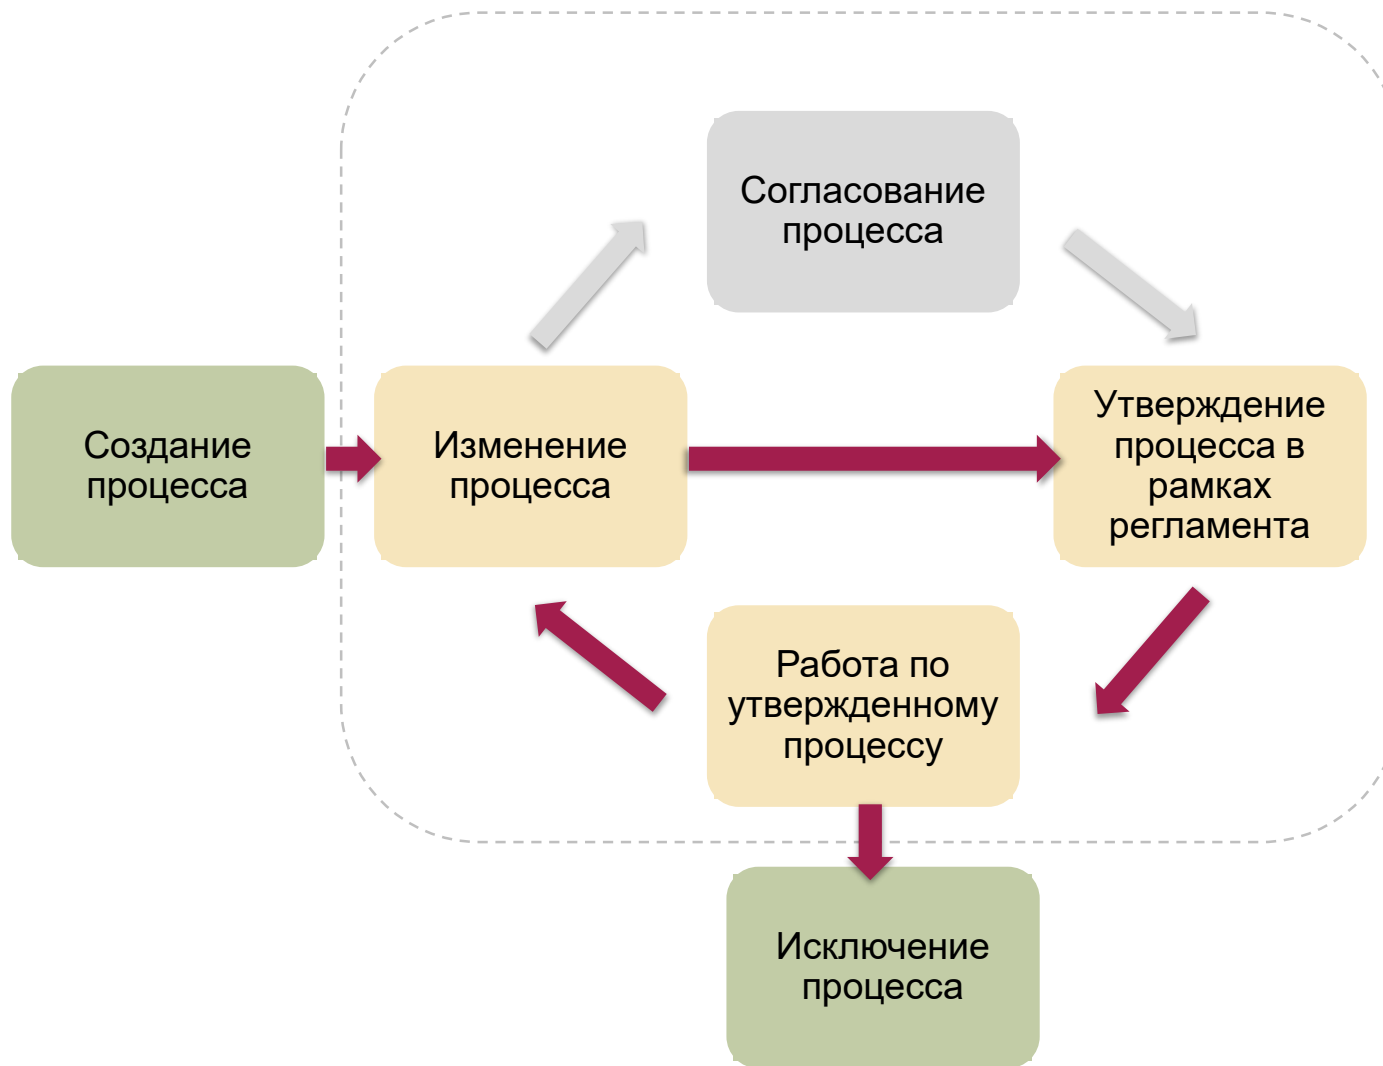 Согласование
процесса
Создание
процесса
Изменение
процесса
Утверждение
процесса в
рамках
регламента
Работа по
утвержденному
процессу
Исключение
процесса